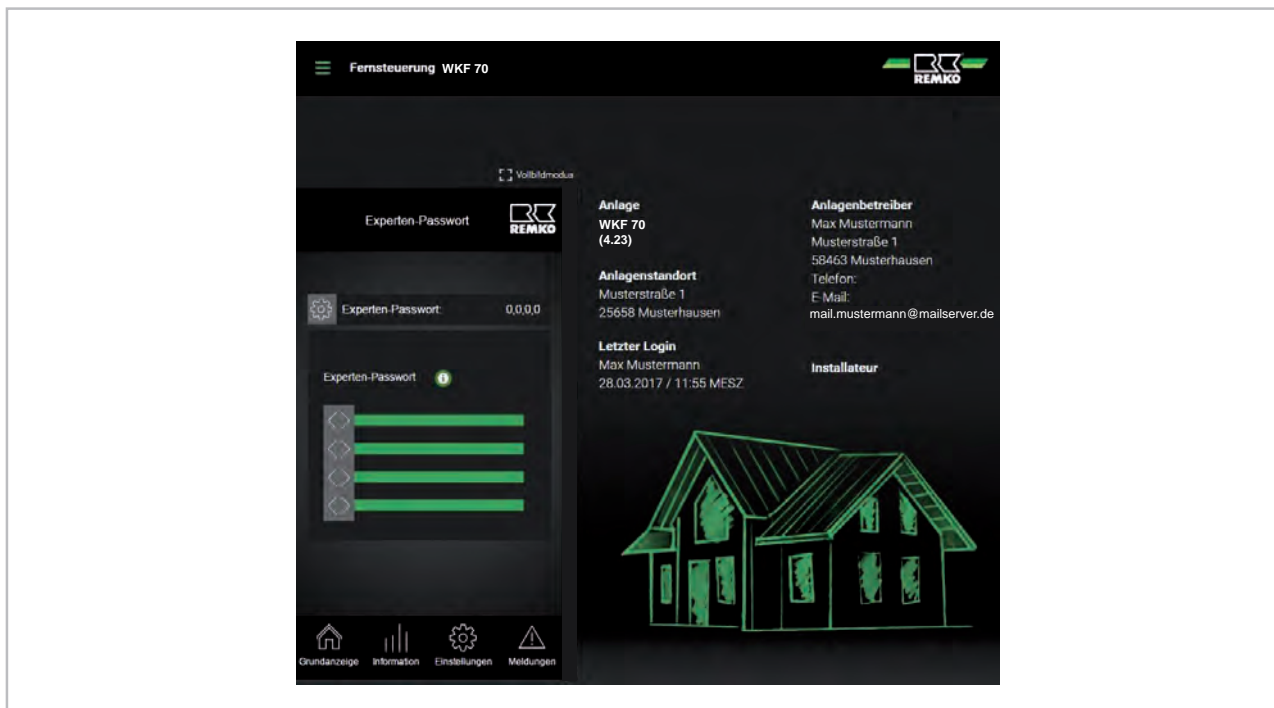 Fernsteuerung WKF 70
REMKO
Vollbildmodus
Experten-Passwort
REMKO
Experten-Passwort: 0,0,0,0
Experten-Passwort
Grundanzeige Information Einstellungen Meldungen
Anlage
WKF 70
(4.23)
Anlagenstandort
Musterstraße 1
25658 Musterhausen
Letzter Login
Max Mustermann
28.03.2017 / 11:55 MESZ
Anlagenbetreiber
Max Mustermann
Musterstraße 1
58463 Musterhausen
Telefon:
E-Mail:
mail.mustermann@mailserver.de
Installateur